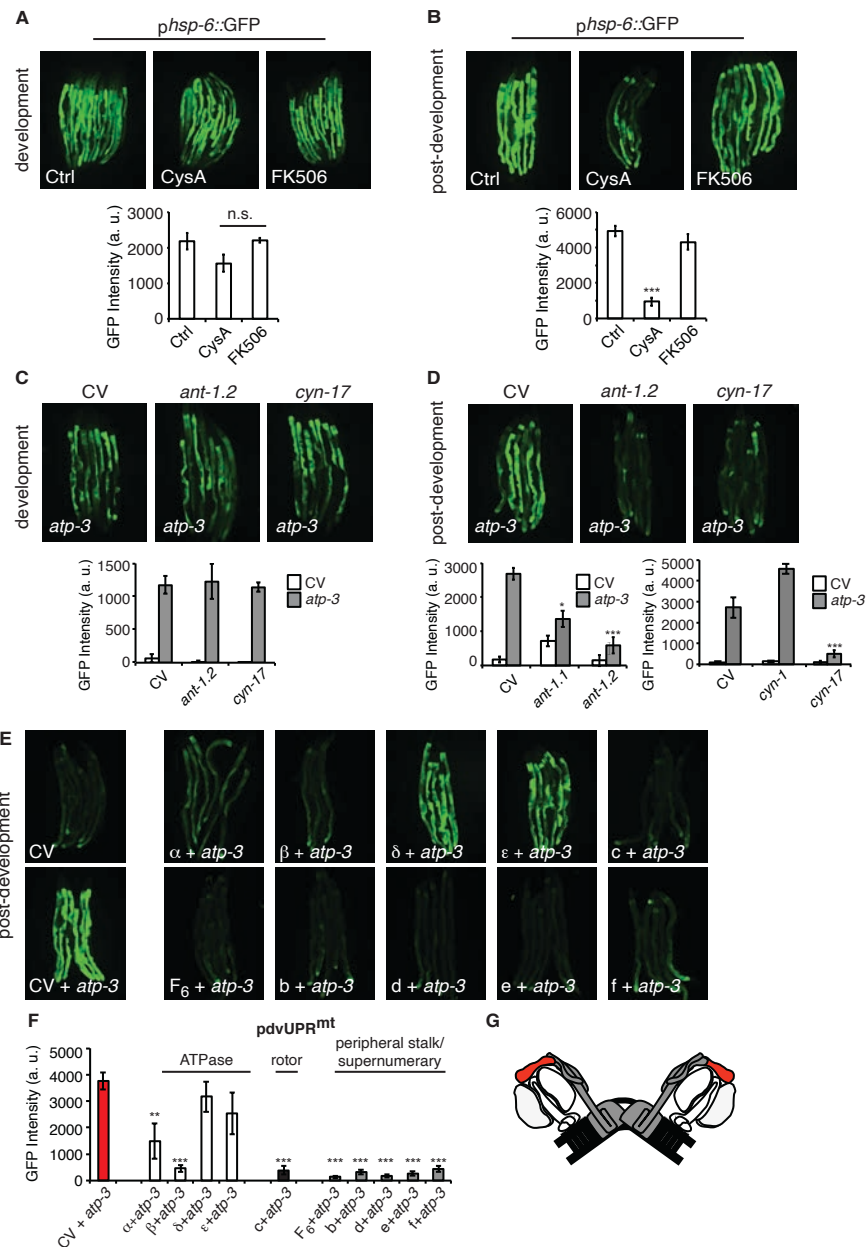 A
phsp-6::GFP
development
Ctrl
CysA
FK506
GFP Intensity (a. u.)
3000
2000
1000
0
n.s.
Ctrl
CysA
FK506
B
phsp-6::GFP
post-development
Ctrl
CysA
FK506
GFP Intensity (a. u.)
6000
4000
2000
0
***
Ctrl
CysA
FK506
C
CV
ant-1.2
cyn-17
development
atp-3
atp-3
atp-3
GFP Intensity (a. u.)
1500
1000
500
0
CV
atp-3
CV
ant-1.2
cyn-17
D
CV
ant-1.2
cyn-17
post-development
atp-3
atp-3
atp-3
GFP Intensity (a. u.)
3000
2000
1000
0
CV
atp-3
*
***
CV
ant-1.1
ant-1.2
GFP Intensity (a. u.)
5000
4000
3000
2000
1000
0
CV
atp-3
***
CV
cyn-1
cyn-17
E
post-development
CV
α + atp-3
β + atp-3
δ + atp-3
ε + atp-3
c + atp-3
CV + atp-3
F6 + atp-3
b + atp-3
d + atp-3
e + atp-3
f + atp-3
F
pdvUPRmt
ATPase
rotor
peripheral stalk/
supernumerary
GFP Intensity (a. u.)
5000
4000
3000
2000
1000
0
**
***
***
***
***
***
***
***
CV + atp-3
α+atp-3
β+atp-3
δ+atp-3
ε+atp-3
c+atp-3
F6+atp-3
b+atp-3
d+atp-3
e+atp-3
f+atp-3
G